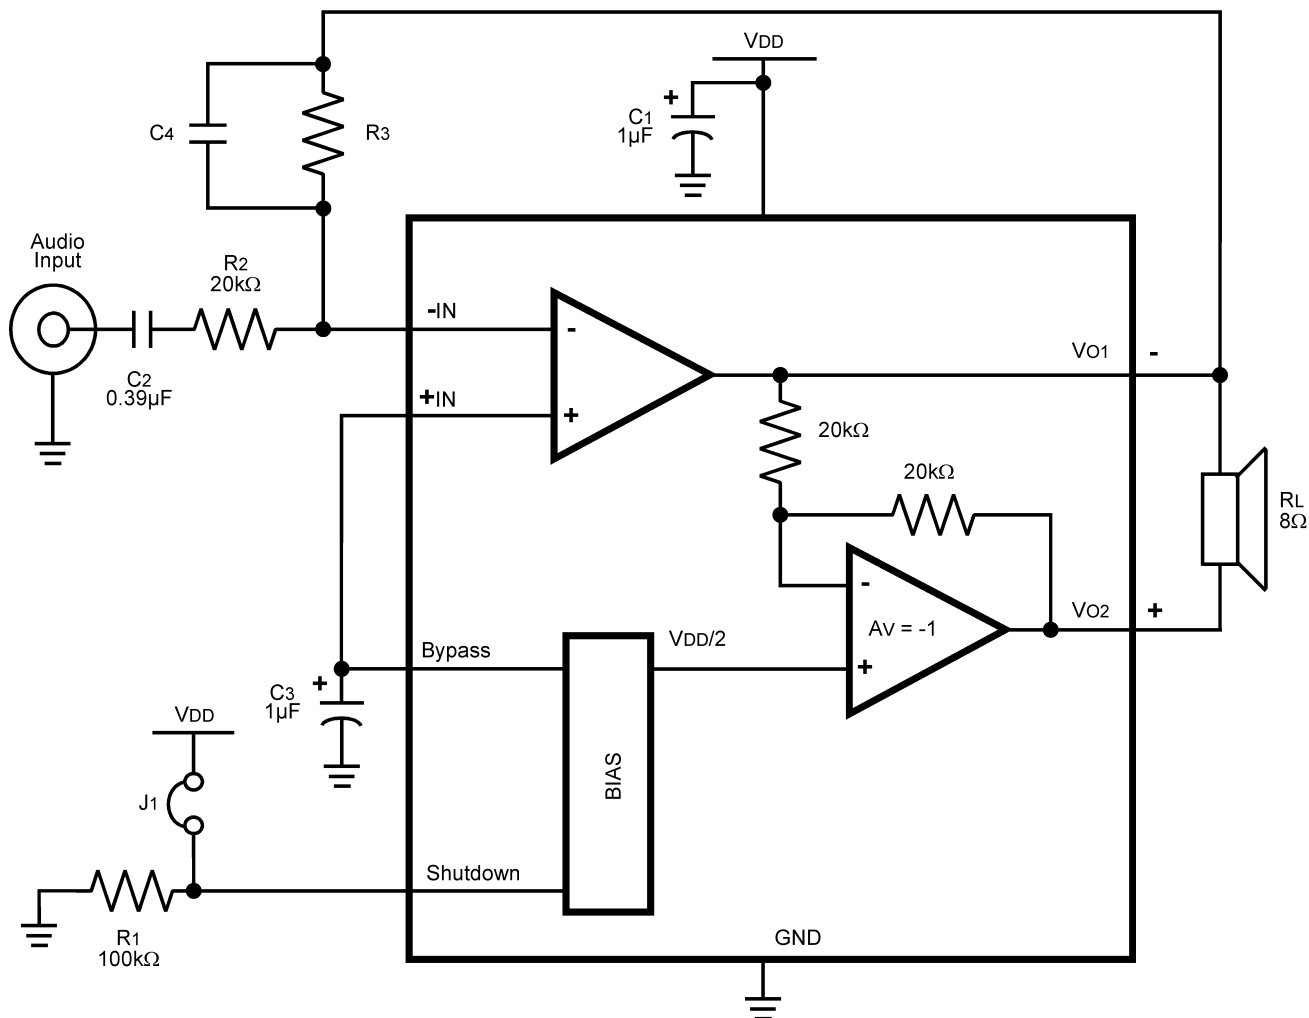 VDD
C1
1µF
+
C4
R3
Audio
Input
R2
20kΩ
C2
0.39µF
-IN
+IN
-
+
VO1
-
20kΩ
20kΩ
RL
8Ω
-
AV = -1
+
VO2
+
Bypass
VDD/2
+
C3
1µF
VDD
J1
BIAS
Shutdown
R1
100kΩ
GND